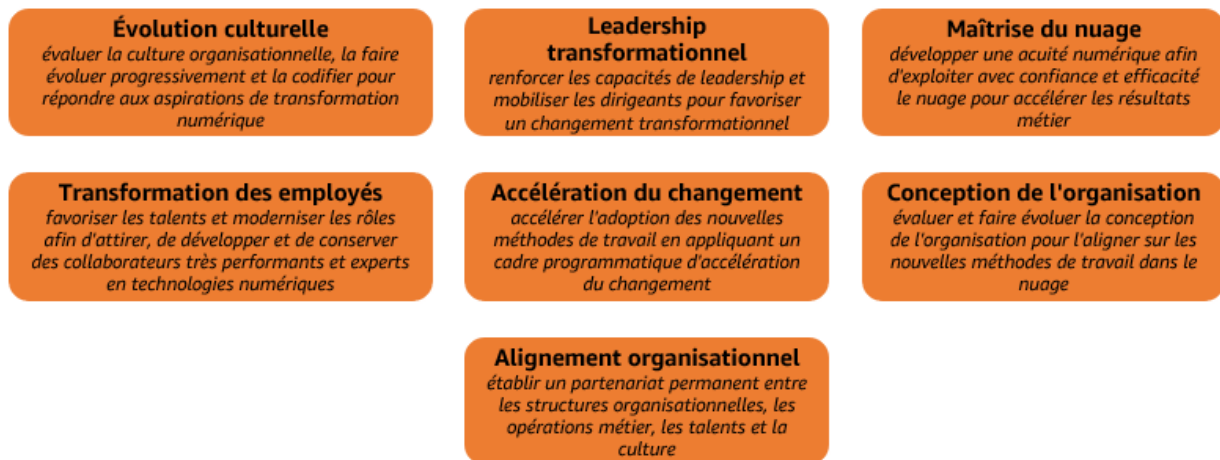 Évolution culturelle
évaluer la culture organisationnelle, la faire
évoluer progressivement et la codifier pour
répondre aux aspirations de transformation
numérique
Leadership
transformationnel
renforcer les capacités de leadership et
mobiliser les dirigeants pour favoriser
un changement transformationnel
Maîtrise du nuage
développer une acuité numérique afin
d'exploiter avec confiance et efficacité
le nuage pour accélérer les résultats
métier
Transformation des employés
favoriser les talents et moderniser les rôles
afin d'attirer, de développer et de conserver
des collaborateurs très performants et experts
en technologies numériques
Accélération du changement
accélérer l'adoption des nouvelles
méthodes de travail en appliquant un
cadre programmatique d'accélération
du changement
Conception de l'organisation
évaluer et faire évoluer la conception
de l'organisation pour l'aligner sur les
nouvelles méthodes de travail dans le
nuage
Alignement organisationnel
établir un partenariat permanent entre
les structures organisationnelles, les
opérations métier, les talents et la
culture